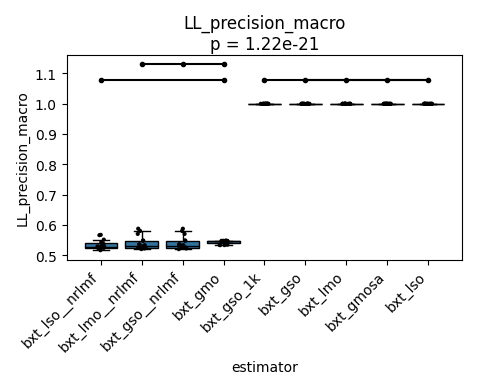 LL_precision_macro
p = 1.22e-21
LL_precision_macro
1.1
1.0
0.9
0.8
0.7
0.6
0.5
bxt_lso__nrlmf
bxt_lmo__nrlmf
bxt_gso__nrlmf
bxt_gmo
bxt_gso_1k
bxt_gso
bxt_lmo
bxt_gmosa
bxt_lso
estimator